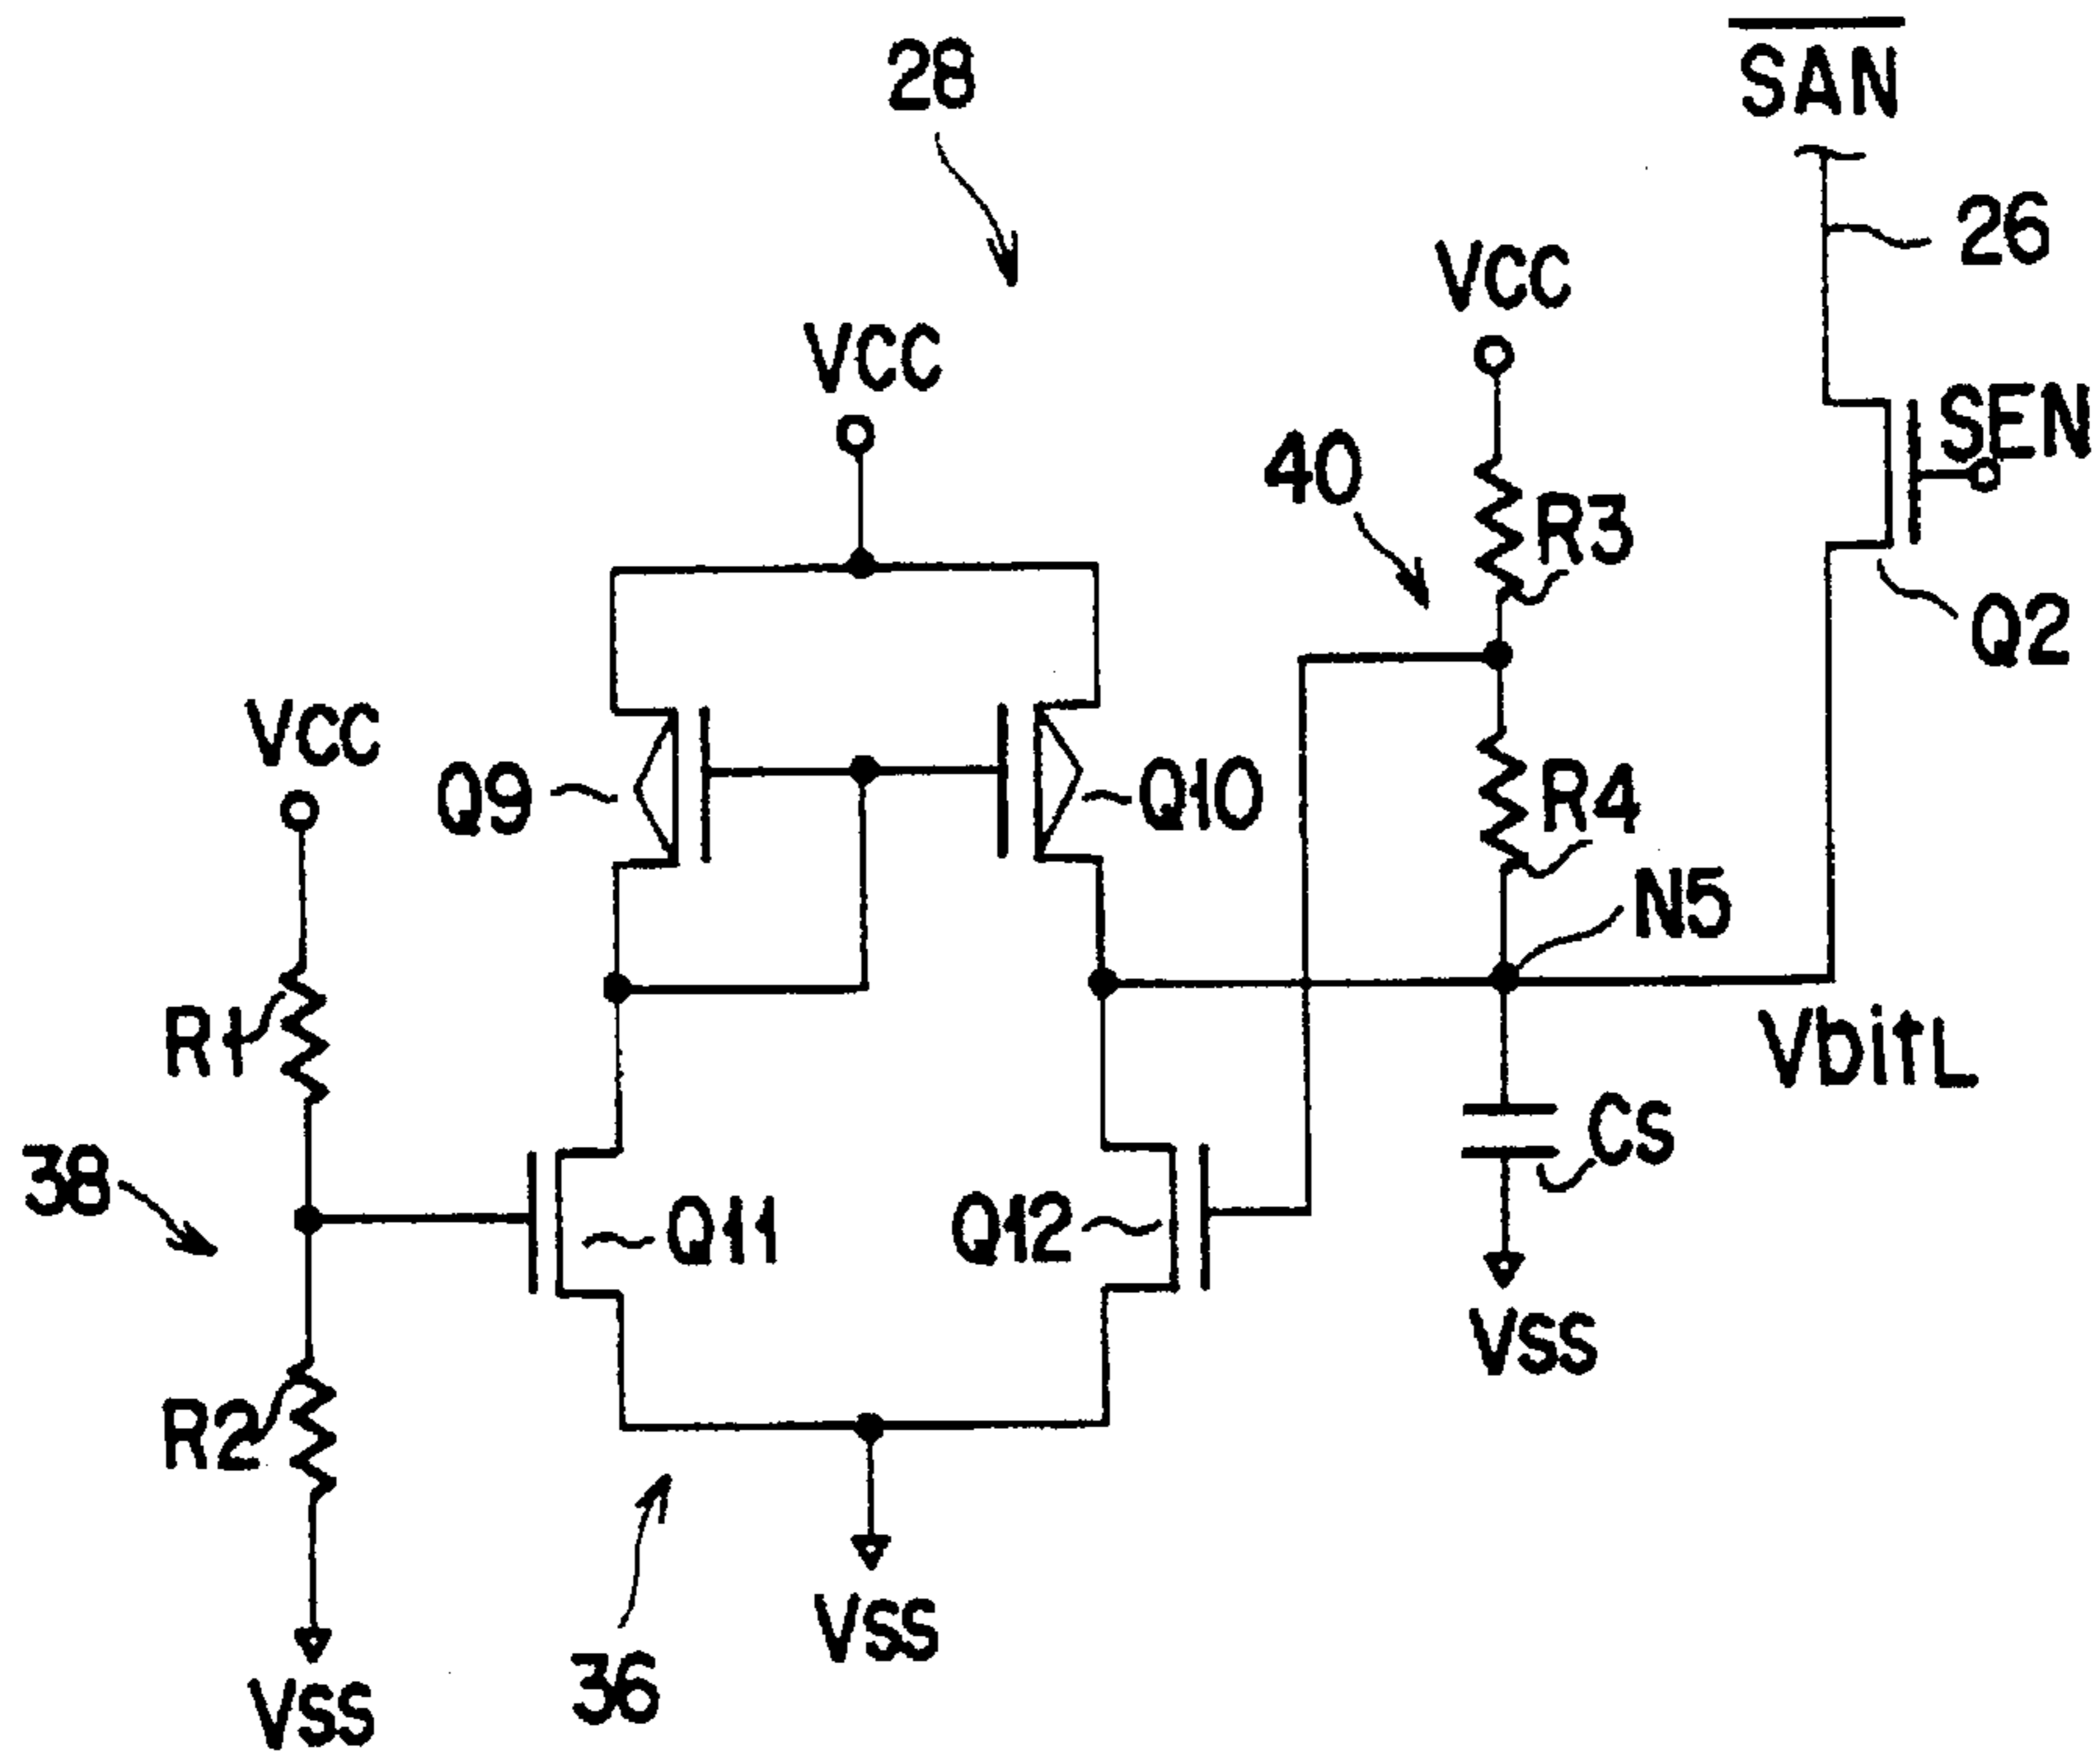 SAN
28
26
VCC
VCC
SEN
40
R3
Q2
VCC
Q9
Q10
R4
N5
R1
VbitL
Cs
38
Q11
Q12
VSS
R2
VSS
36
VSS